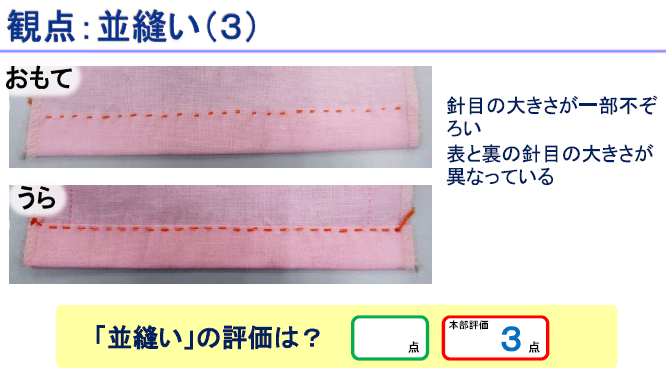 観点：並縫い（3）
おもて
針目の大きさが一部不ぞ
ろい
表と裏の針目の大きさが
異なっている
うら
「並縫い」の評価は？
点
本部評価
3点